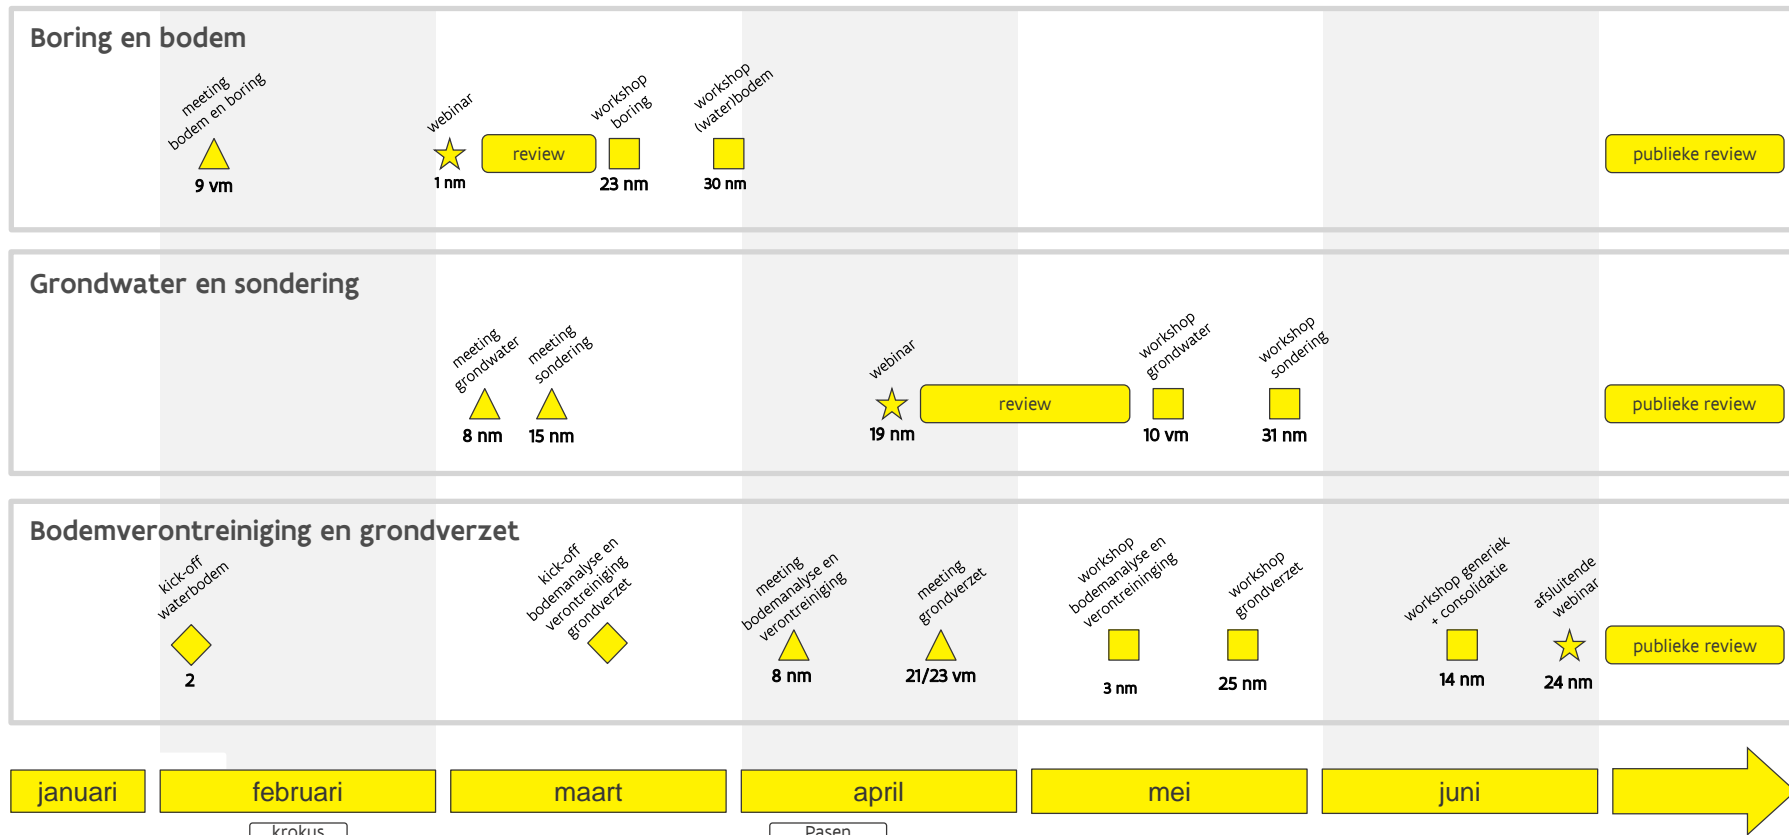 Boring en bodem
meeting
bodem en boring
9 vm
webinar
1 nm
review
workshop
boring
23 nm
workshop
(water)bodem
30 nm
publieke review
Grondwater en sondering
meeting
grondwater
8 nm
meeting
sondering
15 nm
webinar
19 nm
review
workshop
grondwater
10 vm
workshop
sondering
31 nm
publieke review
Bodemverontreiniging en grondverzet
kick-off
waterbodem
2
kick-off
bodemanalyse en
verontreiniging
grondverzet
meeting
bodemanalyse en
verontreiniging
8 nm
meeting
grondverzet
21/23 vm
workshop
bodemanalyse en
verontreininging
3 nm
workshop
grondverzet
25 nm
workshop generiek
+ consolidatie
14 nm
afsluitende
webinar
24 nm
publieke review
januari
februari
maart
april
mei
juni
krokus
Pasen